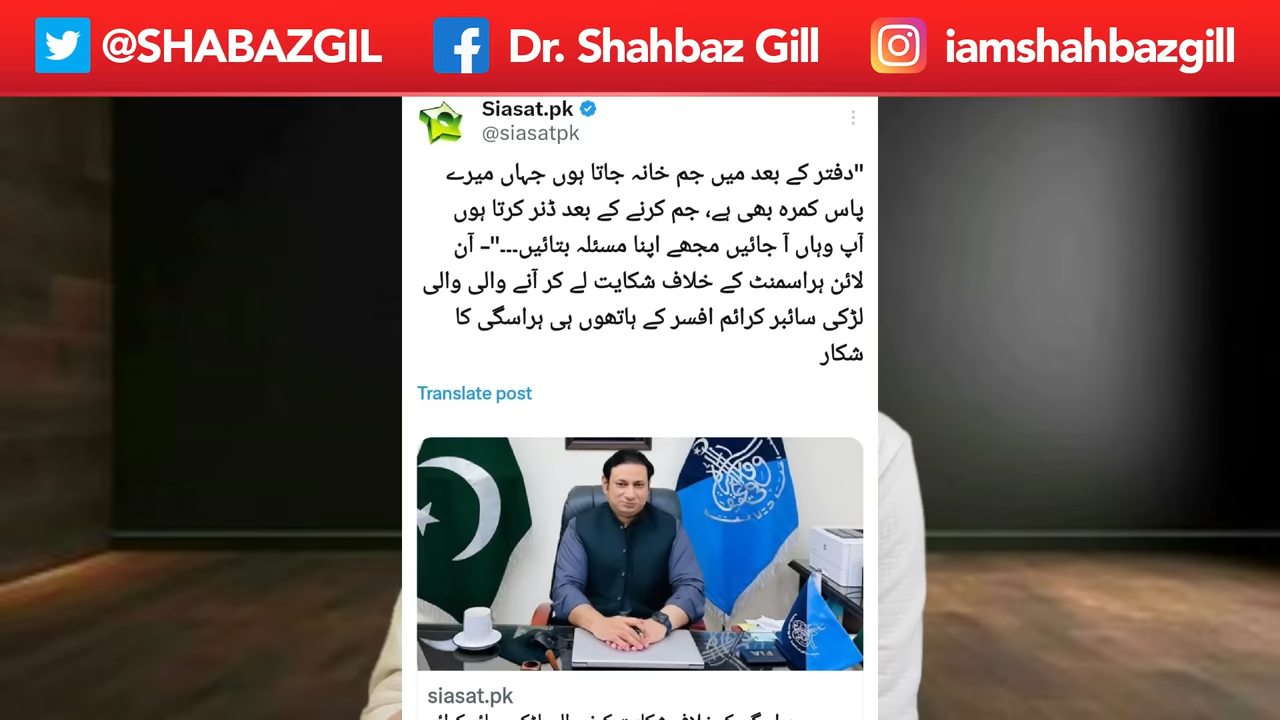 @SHABAZGIL
Dr. Shahbaz Gill
iamshahbazgill
Siasat.pk
@siasatpk
"دفتر کے بعد میں جم خانہ جاتا ہوں جہاں میرے
پاس کمرہ بھی ہے، جم کرنے کے بعد ڈنر کرتا ہوں
آپ وہاں آ جائیں مجھے اپنا مسئلہ بتائیں۔۔۔"– آن
لائن ہراسمنٹ کے خلاف شکایت لے کر آنے والی والی
لڑکی سائبر کرائم افسر کے ہاتھوں ہی ہراسگی کا
شکار
Translate post
FIA
siasat.pk